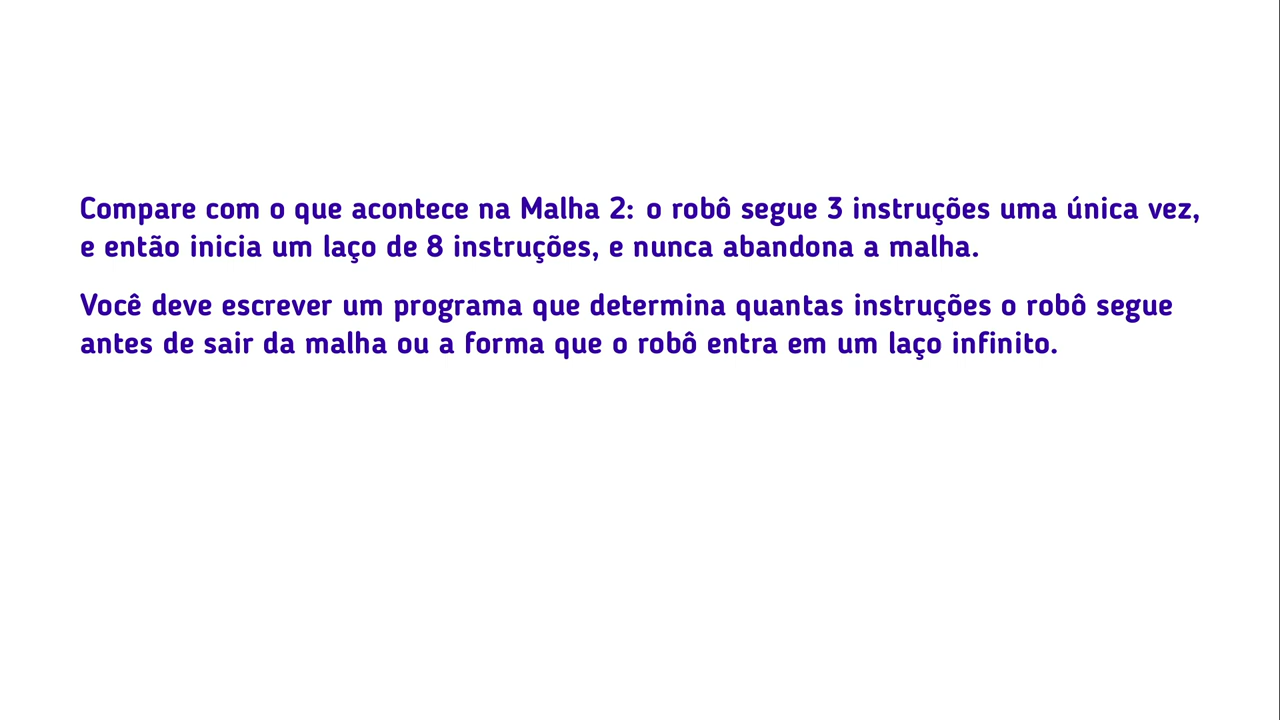 Compare com o que acontece na Malha 2: o robô segue 3 instruções uma única vez,
e então inicia um laço de 8 instruções, e nunca abandona a malha.
Você deve escrever um programa que determina quantas instruções o robô segue
antes de sair da malha ou a forma que o robô entra em um laço infinito.